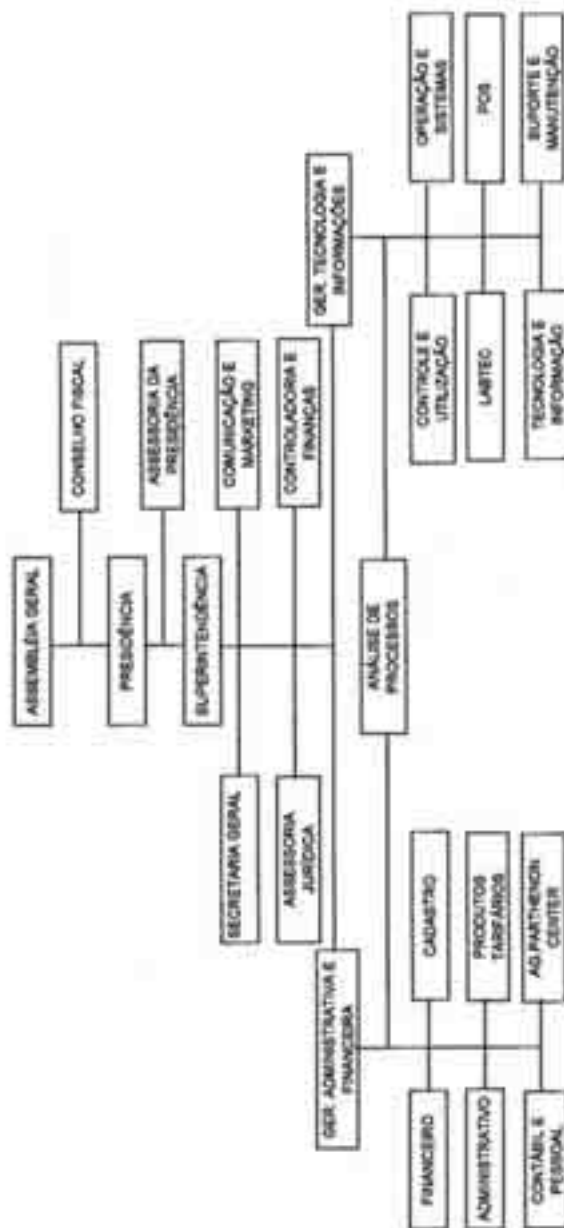 ASSEMBLÉIA GERAL
CONSELHO FISCAL
PRESIDÊNCIA
ASSESSORIA DA
PRESIDÊNCIA
SUPERINTENDÊNCIA
SECRETARIA GERAL
COMUNICAÇÃO E
MARKETING
ASSESSORIA
JURÍDICA
CONTROLADORIA E
FINANÇAS
GER. ADMINISTRATIVA E
FINANCEIRA
GER. TECNOLOGIA E
INFORMAÇÕES
ANÁLISE DE
PROCESSOS
FINANCEIRO
CADASTRO
CONTROLE E
UTILIZAÇÃO
OPERAÇÃO E
SISTEMAS
ADMINISTRATIVO
PRODUTOS
TARIFÁRIOS
LABTEC
POS
CONTÁBIL E
PESSOAL
AG.PARTHENON
CENTER
TECNOLOGIA E
INFORMAÇÃO
SUPORTE E
MANUTENÇÃO